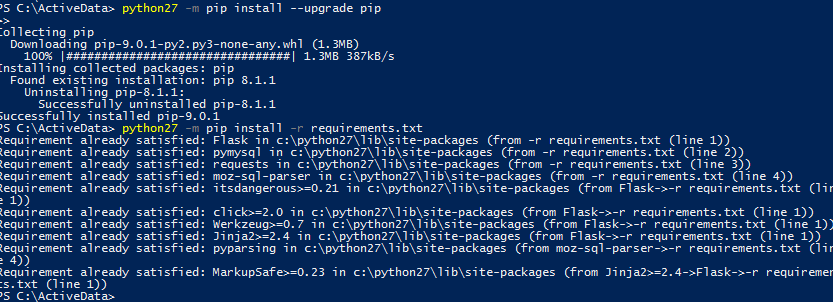 PS C:\ActiveData> python27 -m pip install --upgrade pip
>>
Collecting pip
Downloading pip-9.0.1-py2.py3-none-any.whl (1.3MB)
100% |################################| 1.3MB 387kB/s
Installing collected packages: pip
Found existing installation: pip 8.1.1
Uninstalling pip-8.1.1:
Successfully uninstalled pip-8.1.1
Successfully installed pip-9.0.1
PS C:\ActiveData> python27 -m pip install -r requirements.txt
Requirement already satisfied: Flask in c:\python27\lib\site-packages (from -r requirements.txt (line 1))
Requirement already satisfied: pymysql in c:\python27\lib\site-packages (from -r requirements.txt (line 2))
Requirement already satisfied: requests in c:\python27\lib\site-packages (from -r requirements.txt (line 3))
Requirement already satisfied: moz-sql-parser in c:\python27\lib\site-packages (from -r requirements.txt (line 4))
Requirement already satisfied: itsdangerous>=0.21 in c:\python27\lib\site-packages (from Flask->-r requirements.txt (lin
e 1))
Requirement already satisfied: click>=2.0 in c:\python27\lib\site-packages (from Flask->-r requirements.txt (line 1))
Requirement already satisfied: Werkzeug>=0.7 in c:\python27\lib\site-packages (from Flask->-r requirements.txt (line 1))
Requirement already satisfied: Jinja2>=2.4 in c:\python27\lib\site-packages (from Flask->-r requirements.txt (line 1))
Requirement already satisfied: pyparsing in c:\python27\lib\site-packages (from moz-sql-parser->-r requirements.txt (lin
e 4))
Requirement already satisfied: MarkupSafe>=0.23 in c:\python27\lib\site-packages (from Jinja2>=2.4->Flask->-r requiremen
ts.txt (line 1))
PS C:\ActiveData>